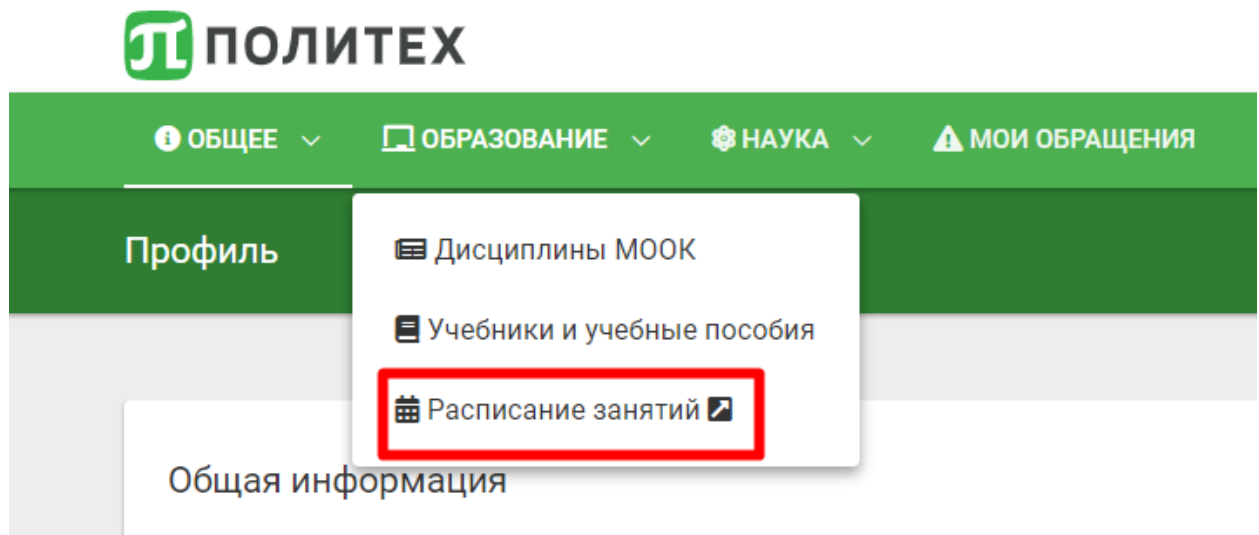 ПОЛИТЕХ
ОБЩЕЕ ОБРАЗОВАНИЕ НАУКА МОИ ОБРАЩЕНИЯ
Профиль
Дисциплины МООК
Учебники и учебные пособия
Расписание занятий
Общая информация